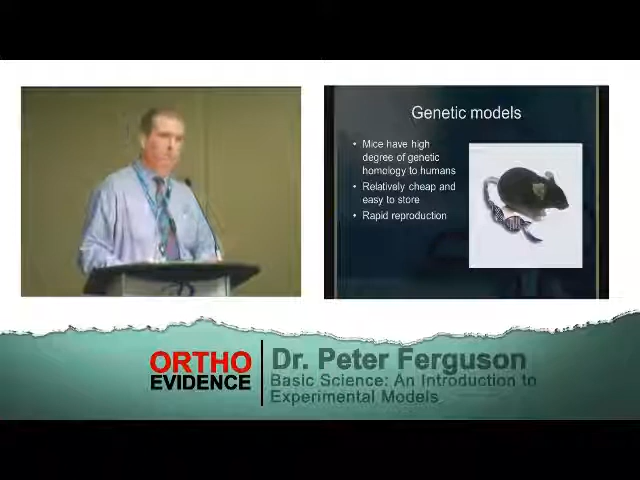 Genetic models
• Mice have high
degree of genetic
homology to humans
• Relatively cheap and
easy to store
• Rapid reproduction
ORTHO
EVIDENCE
Dr. Peter Ferguson
Basic Science: An Introduction to
Experimental Models